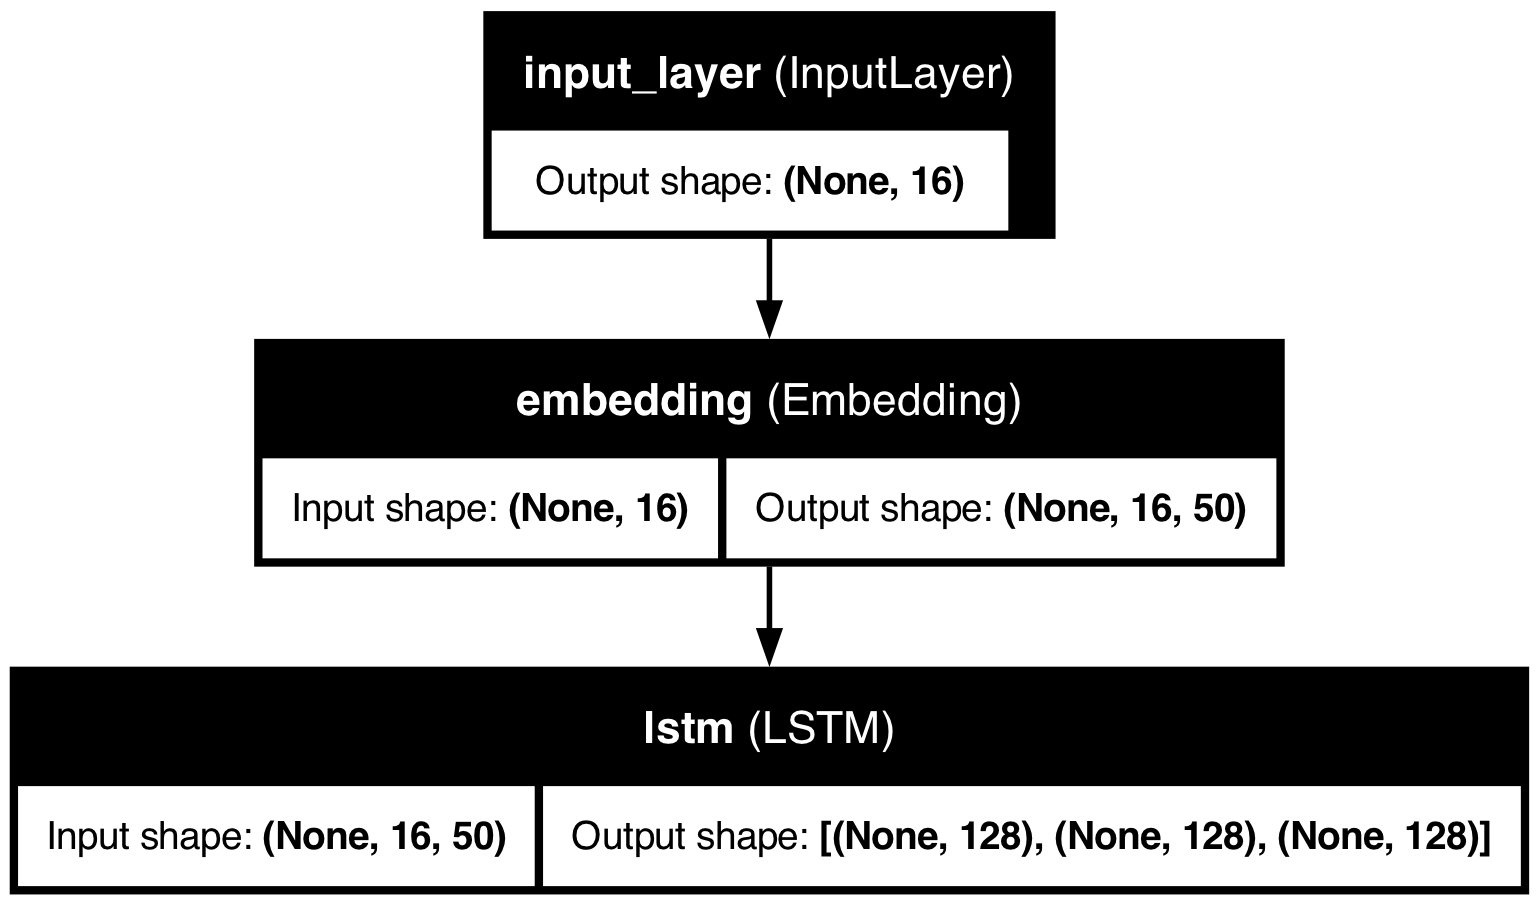 input_layer (InputLayer)
Output shape: (None, 16)
embedding (Embedding)
Input shape: (None, 16) Output shape: (None, 16, 50)
lstm (LSTM)
Input shape: (None, 16, 50) Output shape: [(None, 128), (None, 128), (None, 128)]